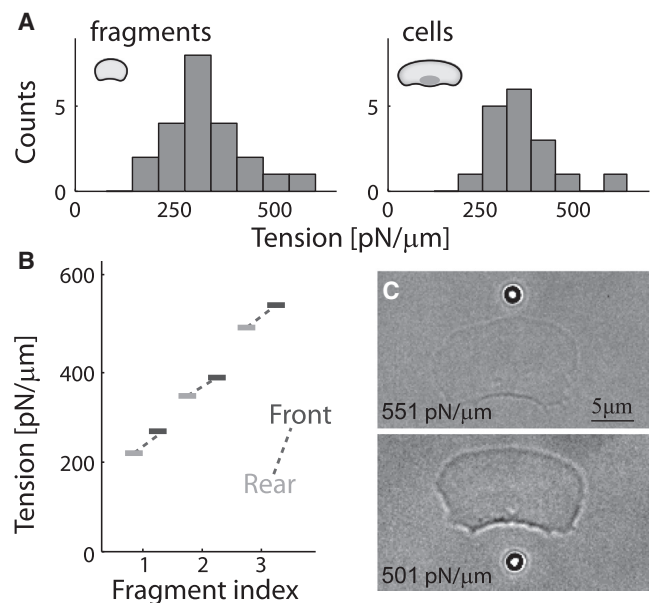 A
fragments
cells
Counts
5
0
0
250
500
5
0
0
250
500
Tension [pN/μm]
B
Tension [pN/μm]
600
400
200
0
Front
Rear
1
2
3
Fragment index
C
551 pN/μm
5μm
501 pN/μm